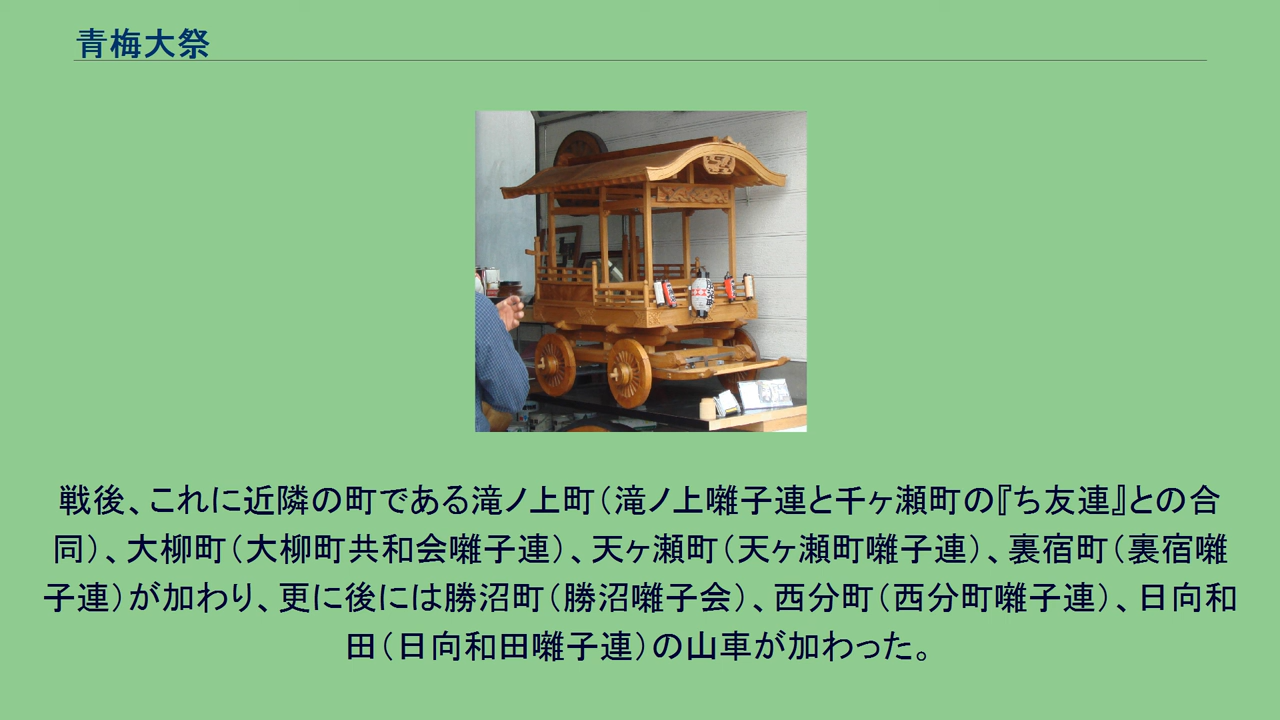 青梅大祭
戦後、これに近隣の町である滝ノ上町（滝ノ上囃子連と千ヶ瀬町の『ち友連』との合
同）、大柳町（大柳町共和会囃子連）、天ヶ瀬町（天ヶ瀬町囃子連）、裏宿町（裏宿囃
子連）が加わり、更に後には勝沼町（勝沼囃子会）、西分町（西分町囃子連）、日向和
田（日向和田囃子連）の山車が加わった。